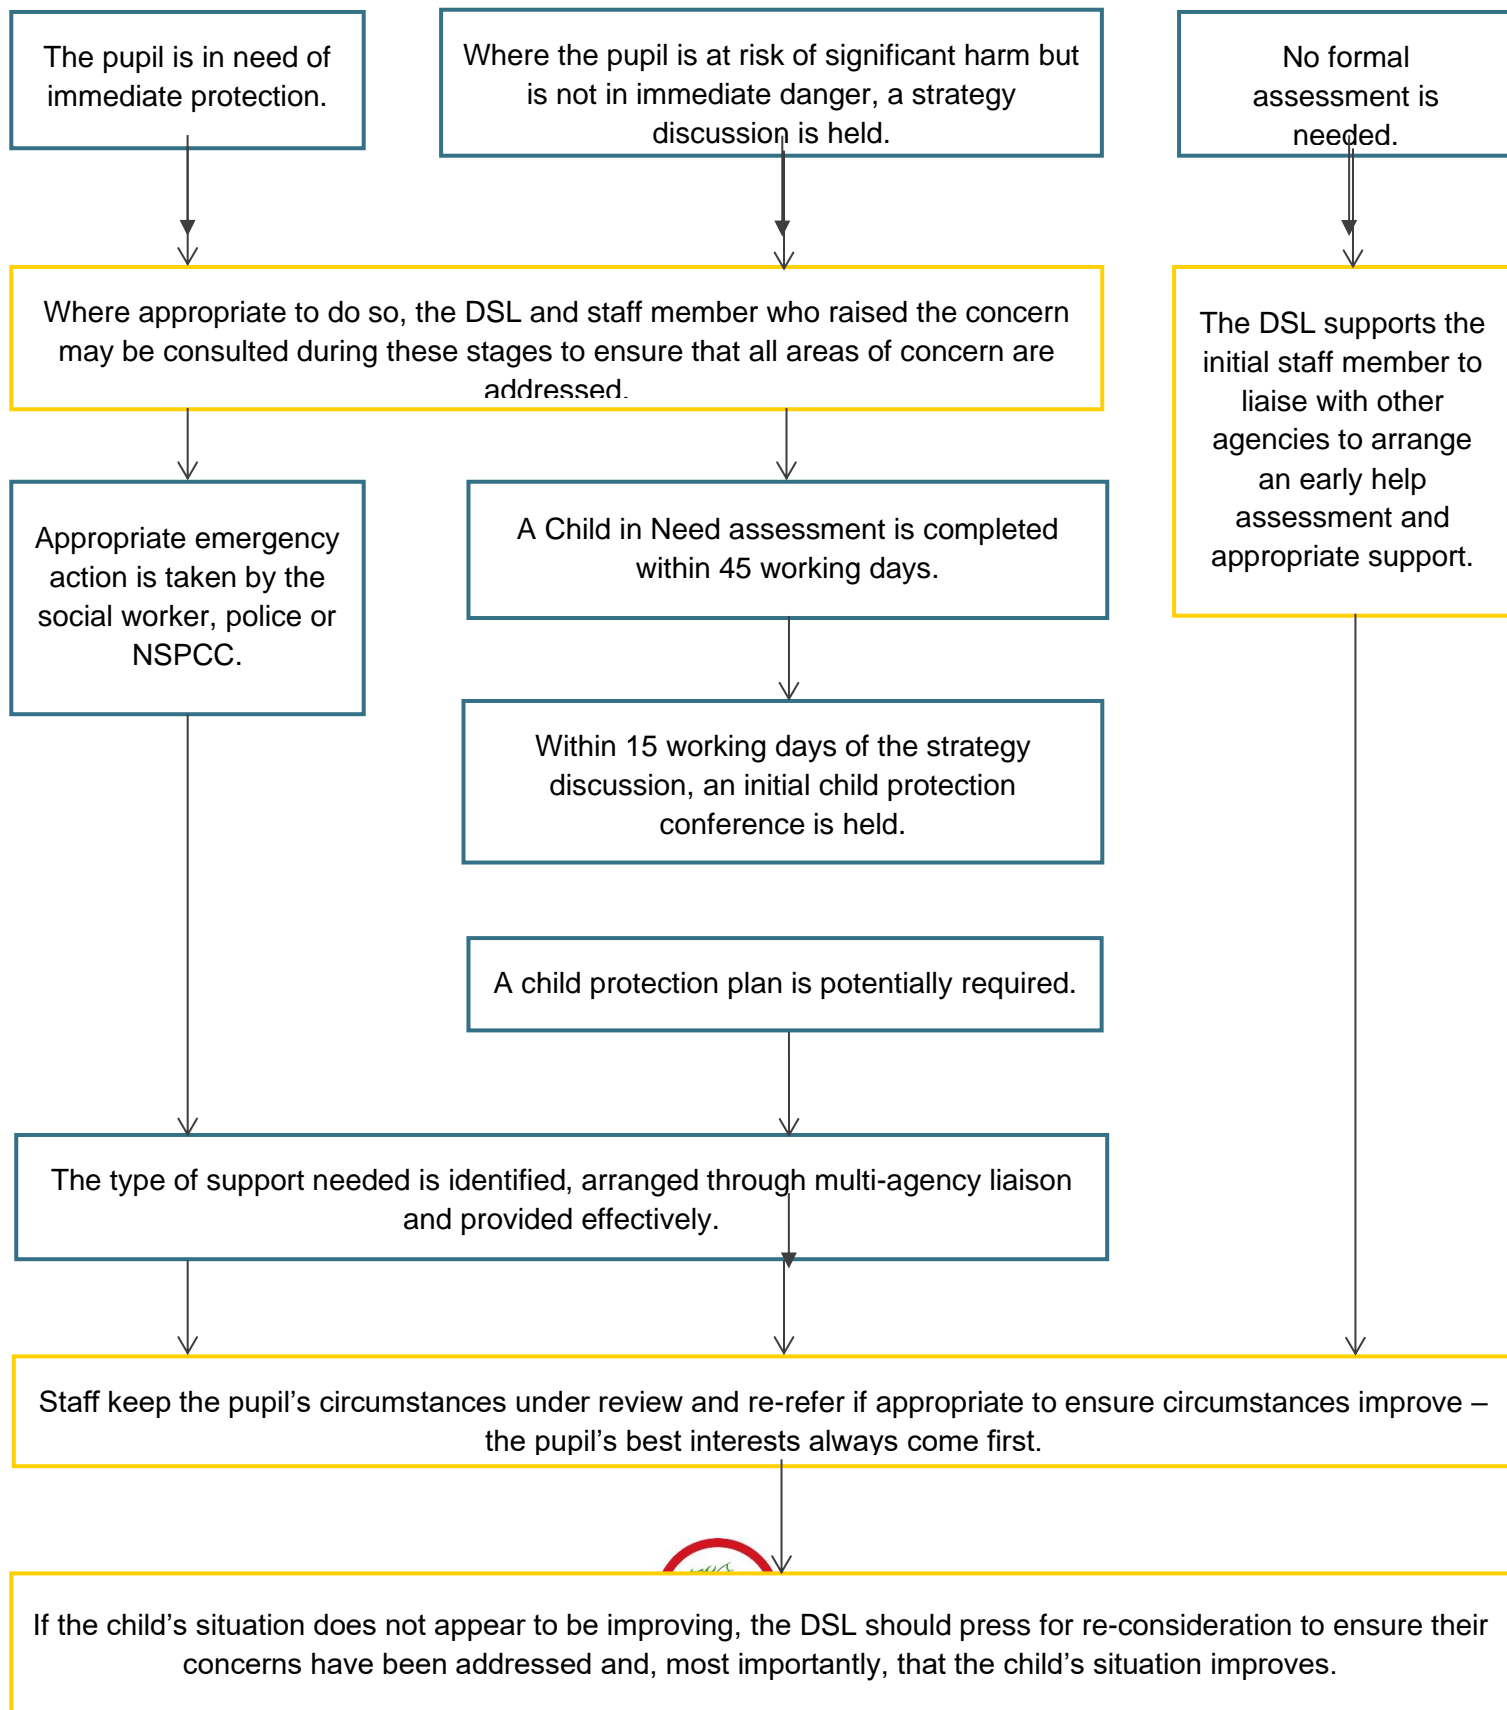 The pupil is in need of
immediate protection.
Where the pupil is at risk of significant harm but
is not in immediate danger, a strategy
discussion is held.
No formal
assessment is
needed.
Where appropriate to do so, the DSL and staff member who raised the concern
may be consulted during these stages to ensure that all areas of concern are
addressed.
The DSL supports the
initial staff member to
liaise with other
agencies to arrange
an early help
assessment and
appropriate support.
Appropriate emergency
action is taken by the
social worker, police or
NSPCC.
A Child in Need assessment is completed
within 45 working days.
Within 15 working days of the strategy
discussion, an initial child protection
conference is held.
A child protection plan is potentially required.
The type of support needed is identified, arranged through multi-agency liaison
and provided effectively.
Staff keep the pupil’s circumstances under review and re-refer if appropriate to ensure circumstances improve –
the pupil’s best interests always come first.
If the child’s situation does not appear to be improving, the DSL should press for re-consideration to ensure their
concerns have been addressed and, most importantly, that the child’s situation improves.